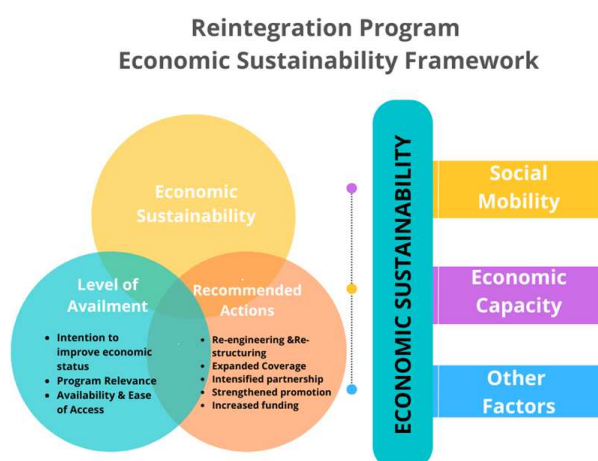 Reintegration Program
Economic Sustainability Framework
Economic
Sustainability
Level of
Availment
• Intention to
improve economic
status
• Program Relevance
• Availability & Ease
of Access
Recommended
Actions
• Re-engineering &Re-
structuring
• Expanded Coverage
• Intensified partnership
• Strengthened promotion
• Increased funding
ECONOMIC SUSTAINABILITY
Social
Mobility
Economic
Capacity
Other
Factors